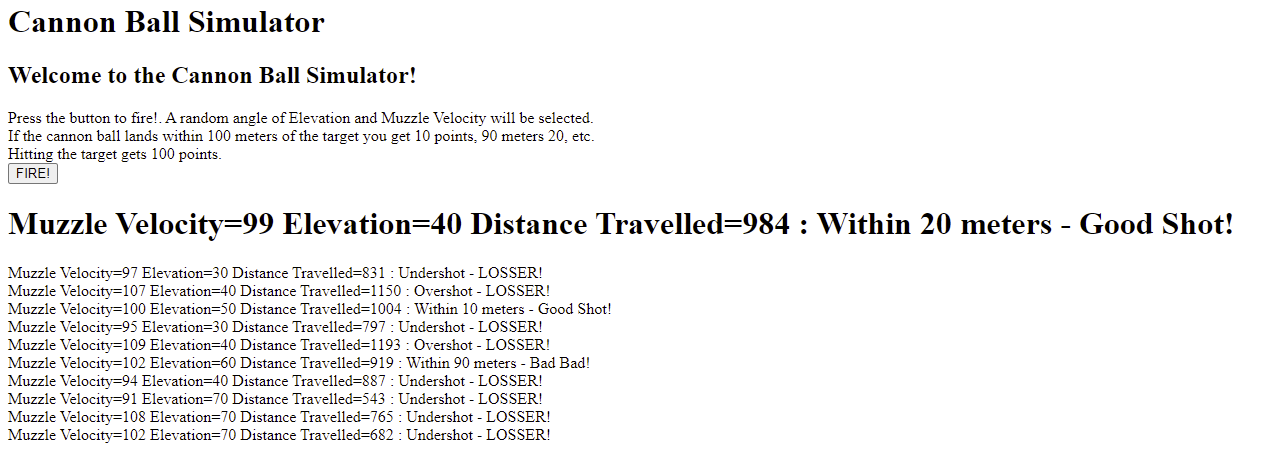 Cannon Ball Simulator
Welcome to the Cannon Ball Simulator!
Press the button to fire!. A random angle of Elevation and Muzzle Velocity will be selected.
If the cannon ball lands within 100 meters of the target you get 10 points, 90 meters 20, etc.
Hitting the target gets 100 points.
FIRE!
Muzzle Velocity=99 Elevation=40 Distance Travelled=984 : Within 20 meters - Good Shot!
Muzzle Velocity=97 Elevation=30 Distance Travelled=831 : Undershot - LOSSER!
Muzzle Velocity=107 Elevation=40 Distance Travelled=1150 : Overshot - LOSSER!
Muzzle Velocity=100 Elevation=50 Distance Travelled=1004 : Within 10 meters - Good Shot!
Muzzle Velocity=95 Elevation=30 Distance Travelled=797 : Undershot - LOSSER!
Muzzle Velocity=109 Elevation=40 Distance Travelled=1193 : Overshot - LOSSER!
Muzzle Velocity=102 Elevation=60 Distance Travelled=919 : Within 90 meters - Bad Bad!
Muzzle Velocity=94 Elevation=40 Distance Travelled=887 : Undershot - LOSSER!
Muzzle Velocity=91 Elevation=70 Distance Travelled=543 : Undershot - LOSSER!
Muzzle Velocity=108 Elevation=70 Distance Travelled=765 : Undershot - LOSSER!
Muzzle Velocity=102 Elevation=70 Distance Travelled=682 : Undershot - LOSSER!